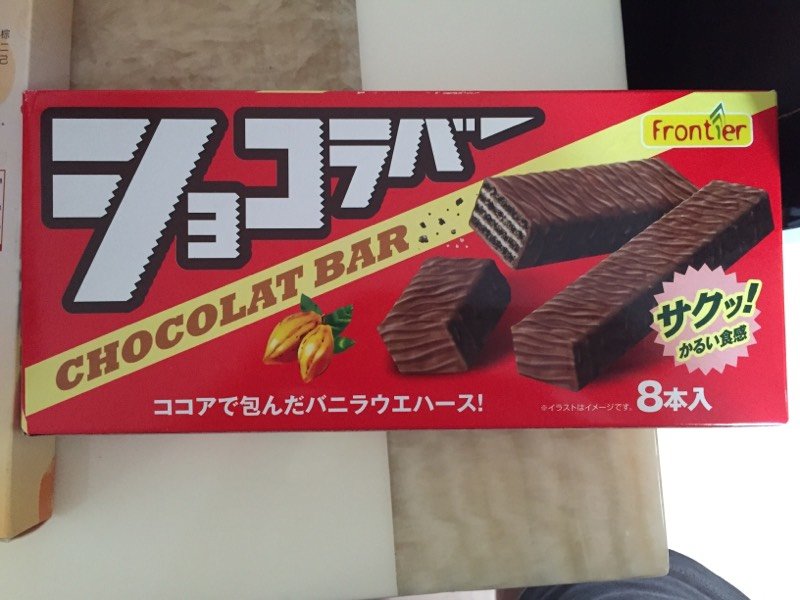 ショコラバー
Frontier
CHOCOLAT BAR
サクッ!
かるい食感
ココアで包んだバニラウエハース!
※イラストはイメージです。
8本入